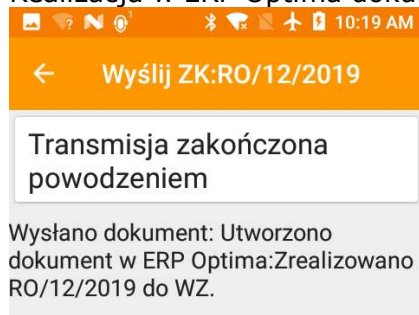 10:19 AM
Wyślij ZK:RO/12/2019
Transmisja zakończona
powodzeniem
Wysłano dokument: Utworzono
dokument w ERP Optima:Zrealizowano
RO/12/2019 do WZ.